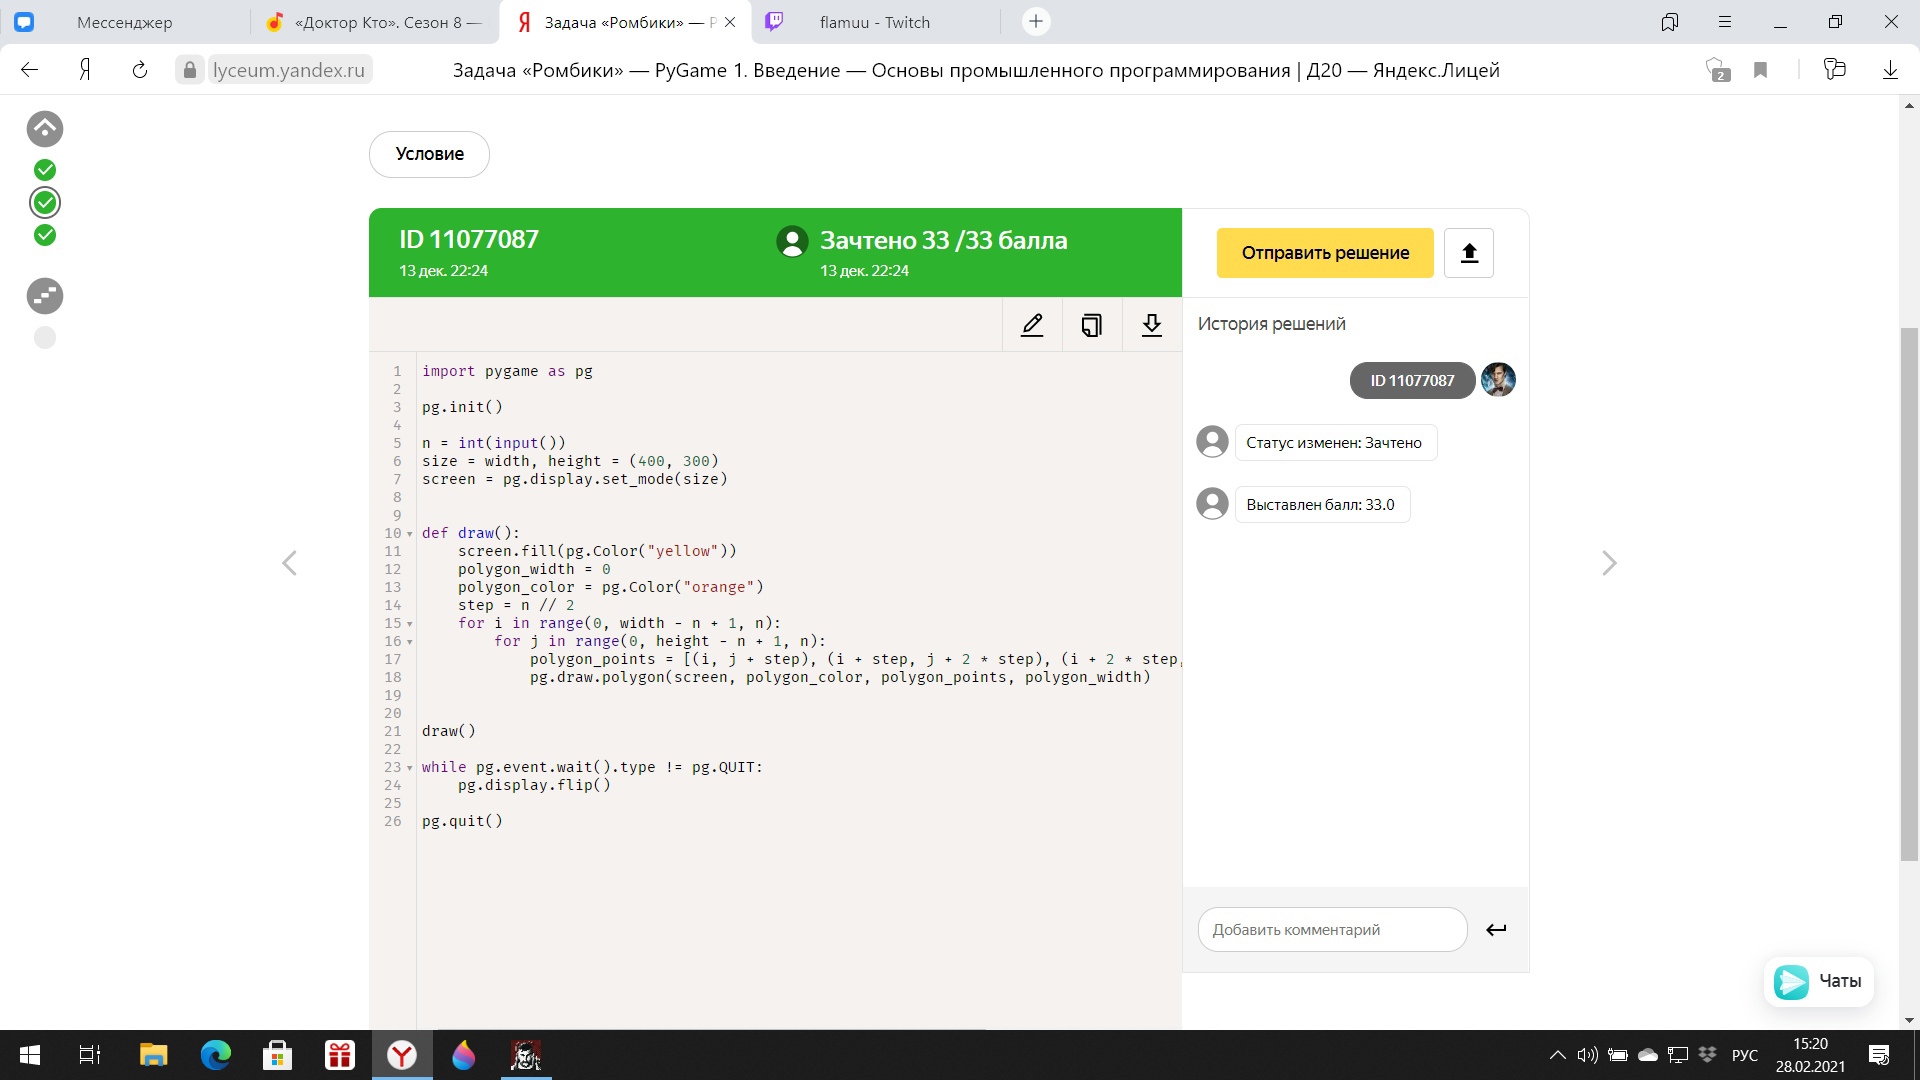 Мессенджер
«Доктор Кто». Сезон 8 —
Задача «Ромбики» — P
flamuu - Twitch
lyceum.yandex.ru
Задача «Ромбики» — PyGame 1. Введение — Основы промышленного программирования | Д20 — Яндекс.Лицей
2
Условие
ID 11077087
13 дек. 22:24
Зачтено 33 /33 балла
13 дек. 22:24
Отправить решение
История решений
ID 11077087
Статус изменен: Зачтено
Выставлен балл: 33.0
1 import pygame as pg
2
3 pg.init()
4
5 n = int(input())
6 size = width, height = (400, 300)
7 screen = pg.display.set_mode(size)
8
9
10 def draw():
11 screen.fill(pg.Color("yellow"))
12 polygon_width = 0
13 polygon_color = pg.Color("orange")
14 step = n // 2
15 for i in range(0, width - n + 1, n):
16 for j in range(0, height - n + 1, n):
17 polygon_points = [(i, j + step), (i + step, j + 2 * step), (i + 2 * step,
18 pg.draw.polygon(screen, polygon_color, polygon_points, polygon_width)
19
20
21 draw()
22
23 while pg.event.wait().type != pg.QUIT:
24 pg.display.flip()
25
26 pg.quit()
Добавить комментарий
Чаты
РУС
15:20
28.02.2021